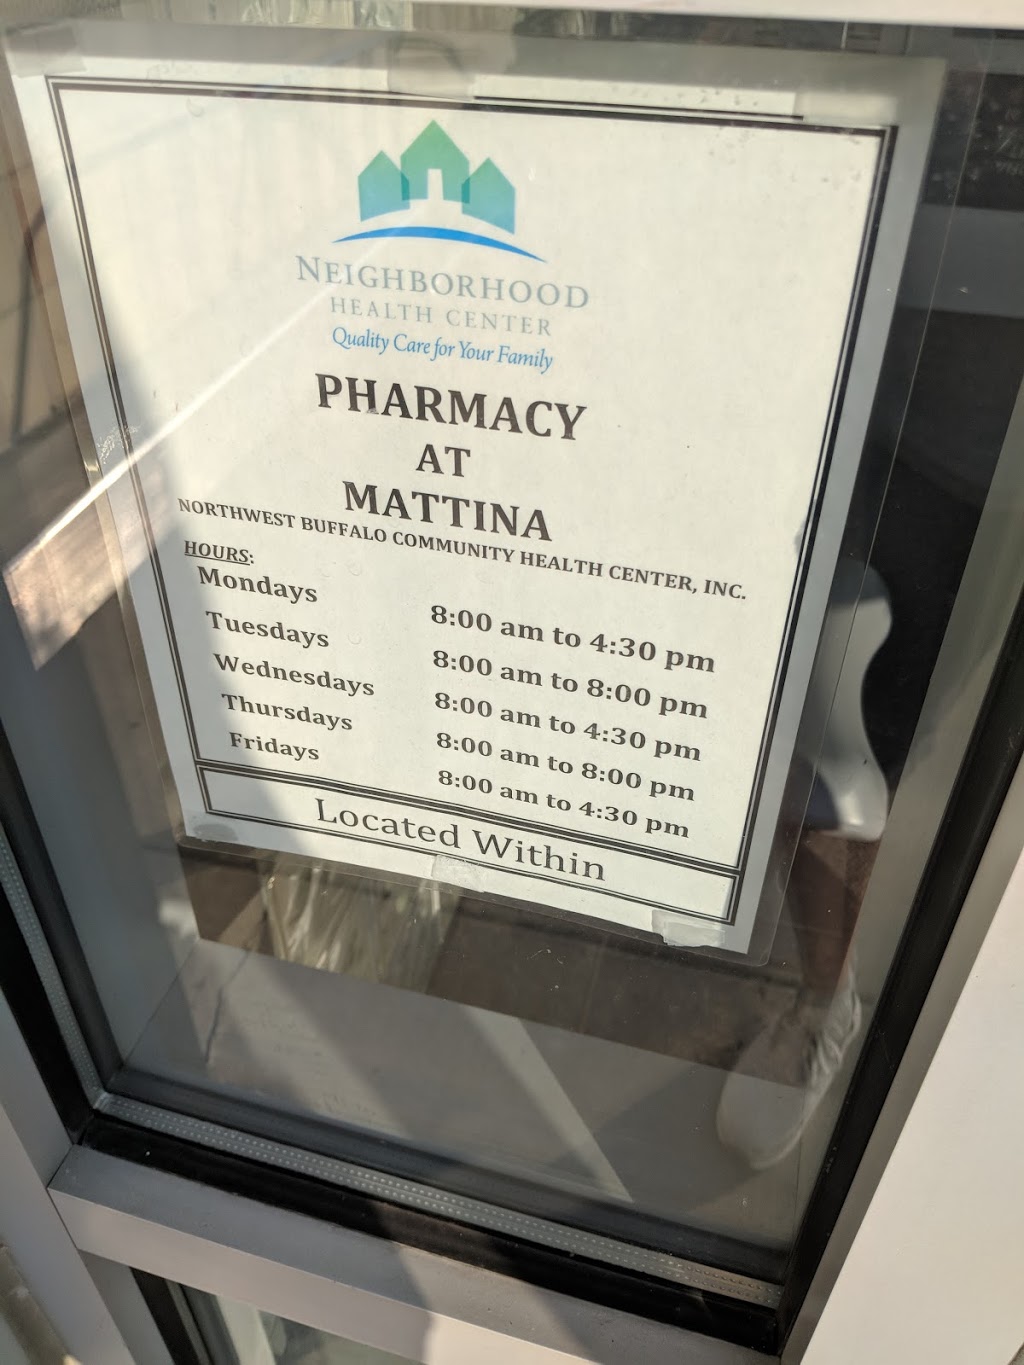 NEIGHBORHOOD
HEALTH CENTER
Quality Care for Your Family
PHARMACY
AT
MATTINA
NORTHWEST BUFFALO COMMUNITY HEALTH CENTER, INC.
HOURS:
Mondays 8:00 am to 4:30 pm
Tuesdays 8:00 am to 8:00 pm
Wednesdays 8:00 am to 4:30 pm
Thursdays 8:00 am to 8:00 pm
Fridays 8:00 am to 4:30 pm
Located Within